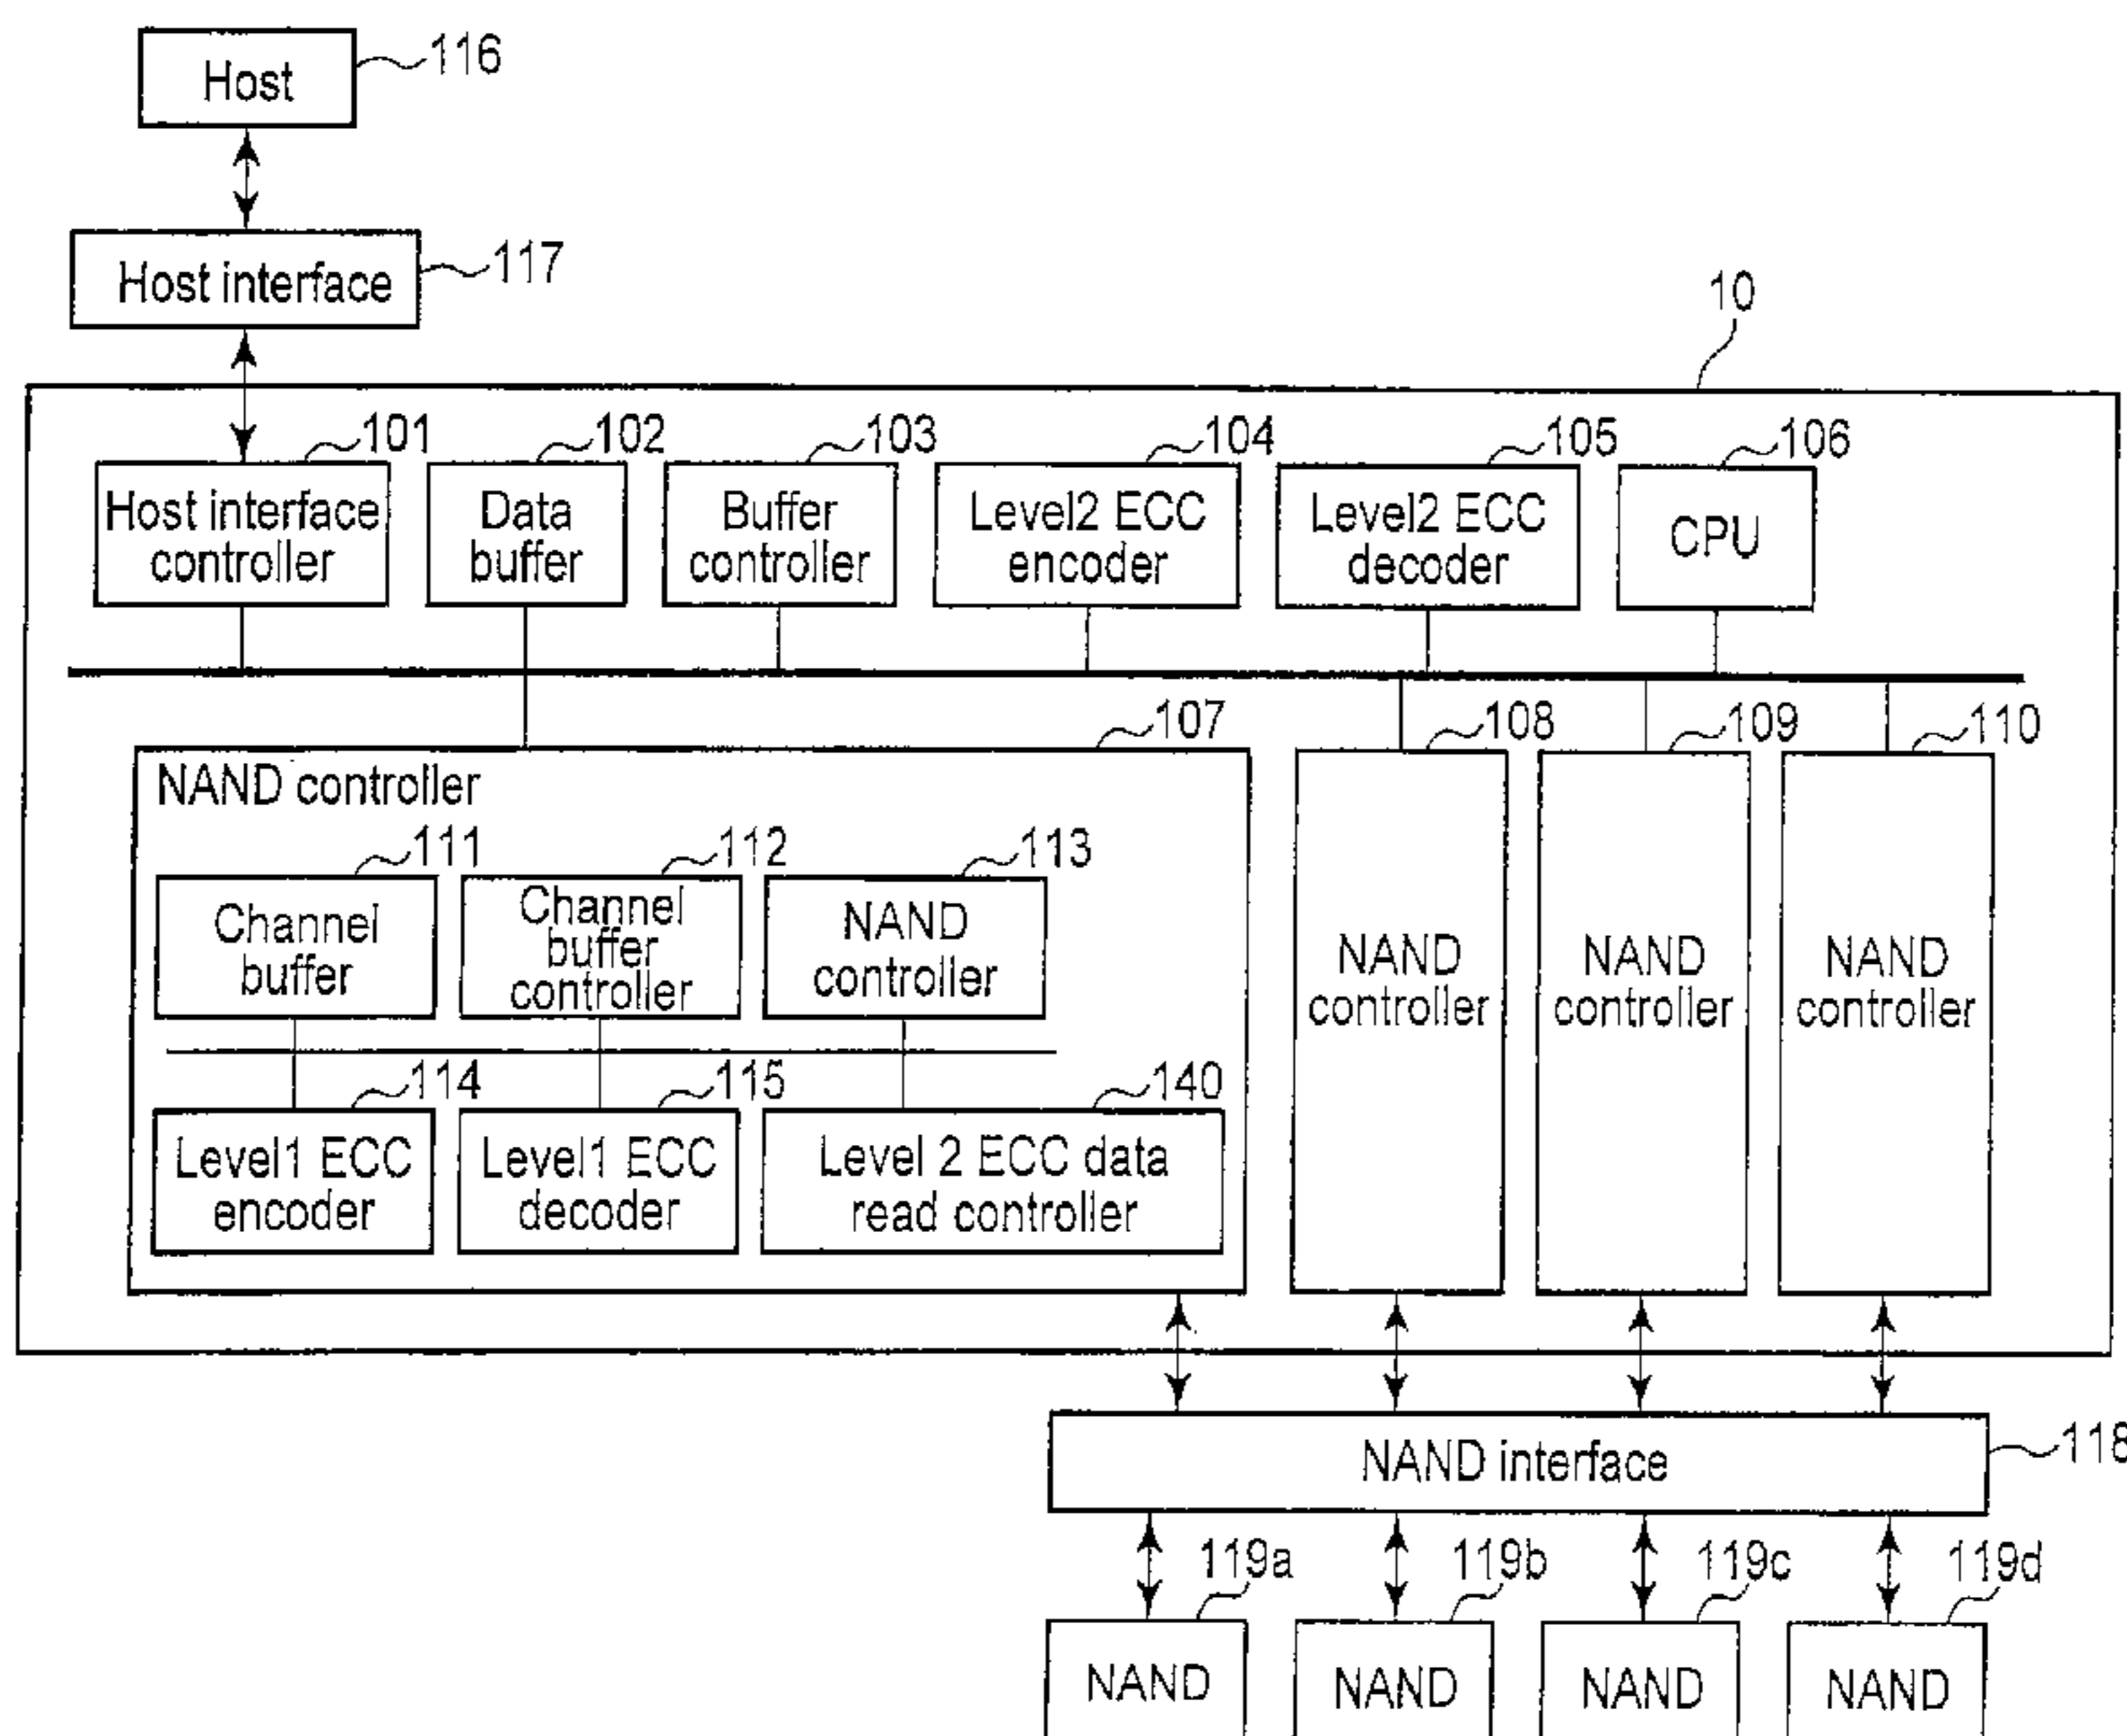 Host
116
Host interface
117
10
101
102
103
104
105
106
Host interface
controller
Data
buffer
Buffer
controller
Level2 ECC
encoder
Level2 ECC
decoder
CPU
107
108
109
110
NAND controller
111
112
113
Channel
buffer
Channel
buffer
controller
NAND
controller
NAND
controller
NAND
controller
NAND
controller
114
115
140
Level1 ECC
encoder
Level1 ECC
decoder
Level 2 ECC data
read controller
NAND interface
118
119a
119b
119c
119d
NAND
NAND
NAND
NAND